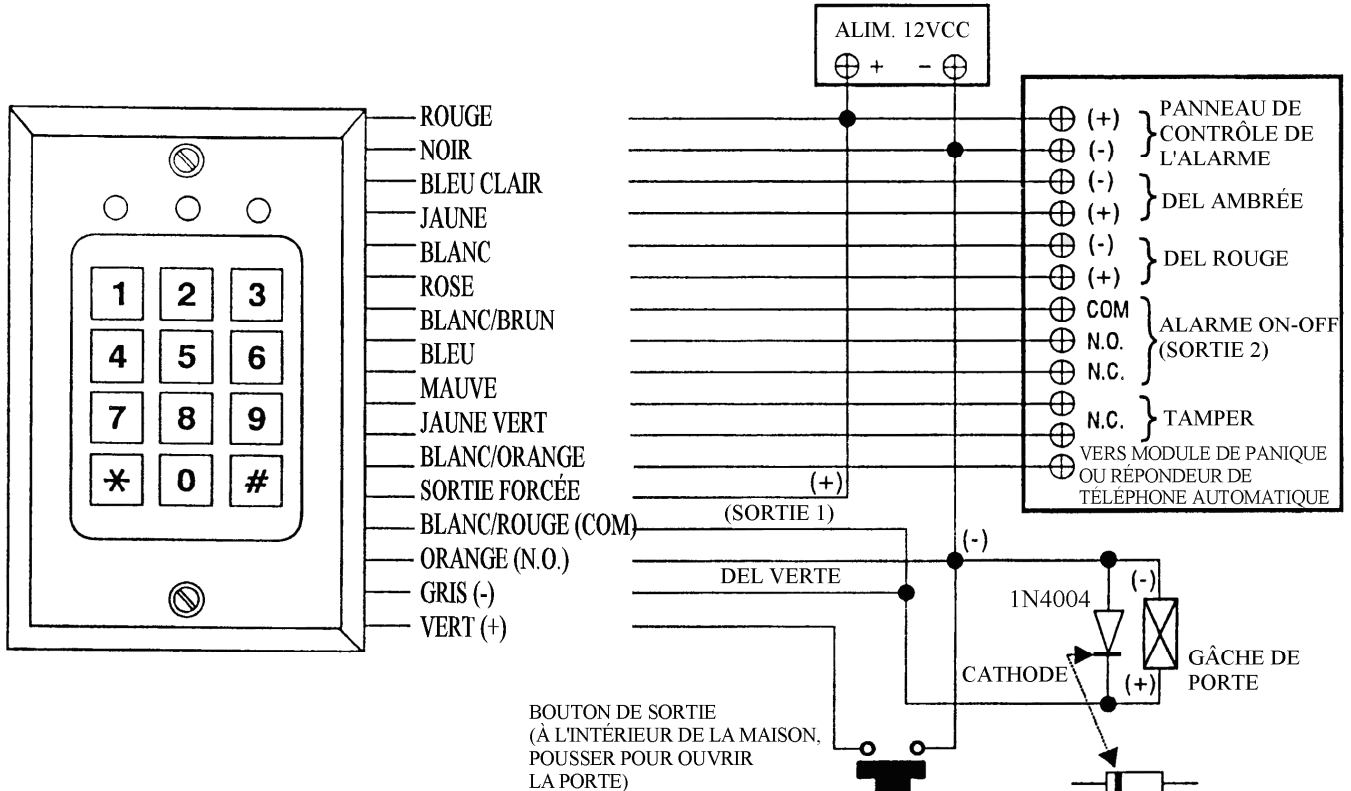 ALIM. 12VCC
+ -
ROUGE
NOIR
BLEU CLAIR
JAUNE
BLANC
ROSE
BLANC/BRUN
BLEU
MAUVE
JAUNE VERT
BLANC/ORANGE
SORTIE FORCÉE
BLANC/ROUGE (COM)
ORANGE (N.O.)
GRIS (-)
VERT (+)
1 2 3
4 5 6
7 8 9
* 0 #
(+)
(-)
(-)
(+)
(-)
(+)
COM
N.O.
N.C.
N.C.
PANNEAU DE
CONTRÔLE DE
L'ALARME
DEL AMBRÉE
DEL ROUGE
ALARME ON-OFF
(SORTIE 2)
TAMPER
VERS MODULE DE PANIQUE
OU RÉPONDEUR DE
TÉLÉPHONE AUTOMATIQUE
(+)
(SORTIE 1)
(-)
DEL VERTE
1N4004
(-)
CATHODE
(+)
GÂCHE DE
PORTE
BOUTON DE SORTIE
(À L'INTÉRIEUR DE LA MAISON,
POUSSER POUR OUVRIR
LA PORTE)